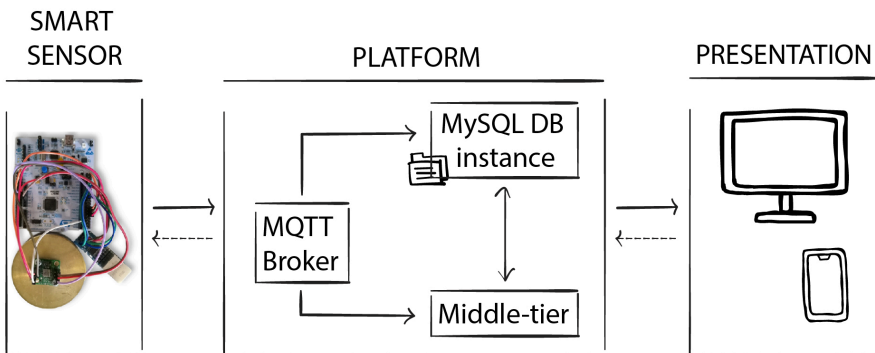 SMART
SENSOR
PLATFORM
PRESENTATION
MySQL DB
instance
MQTT
Broker
Middle-tier